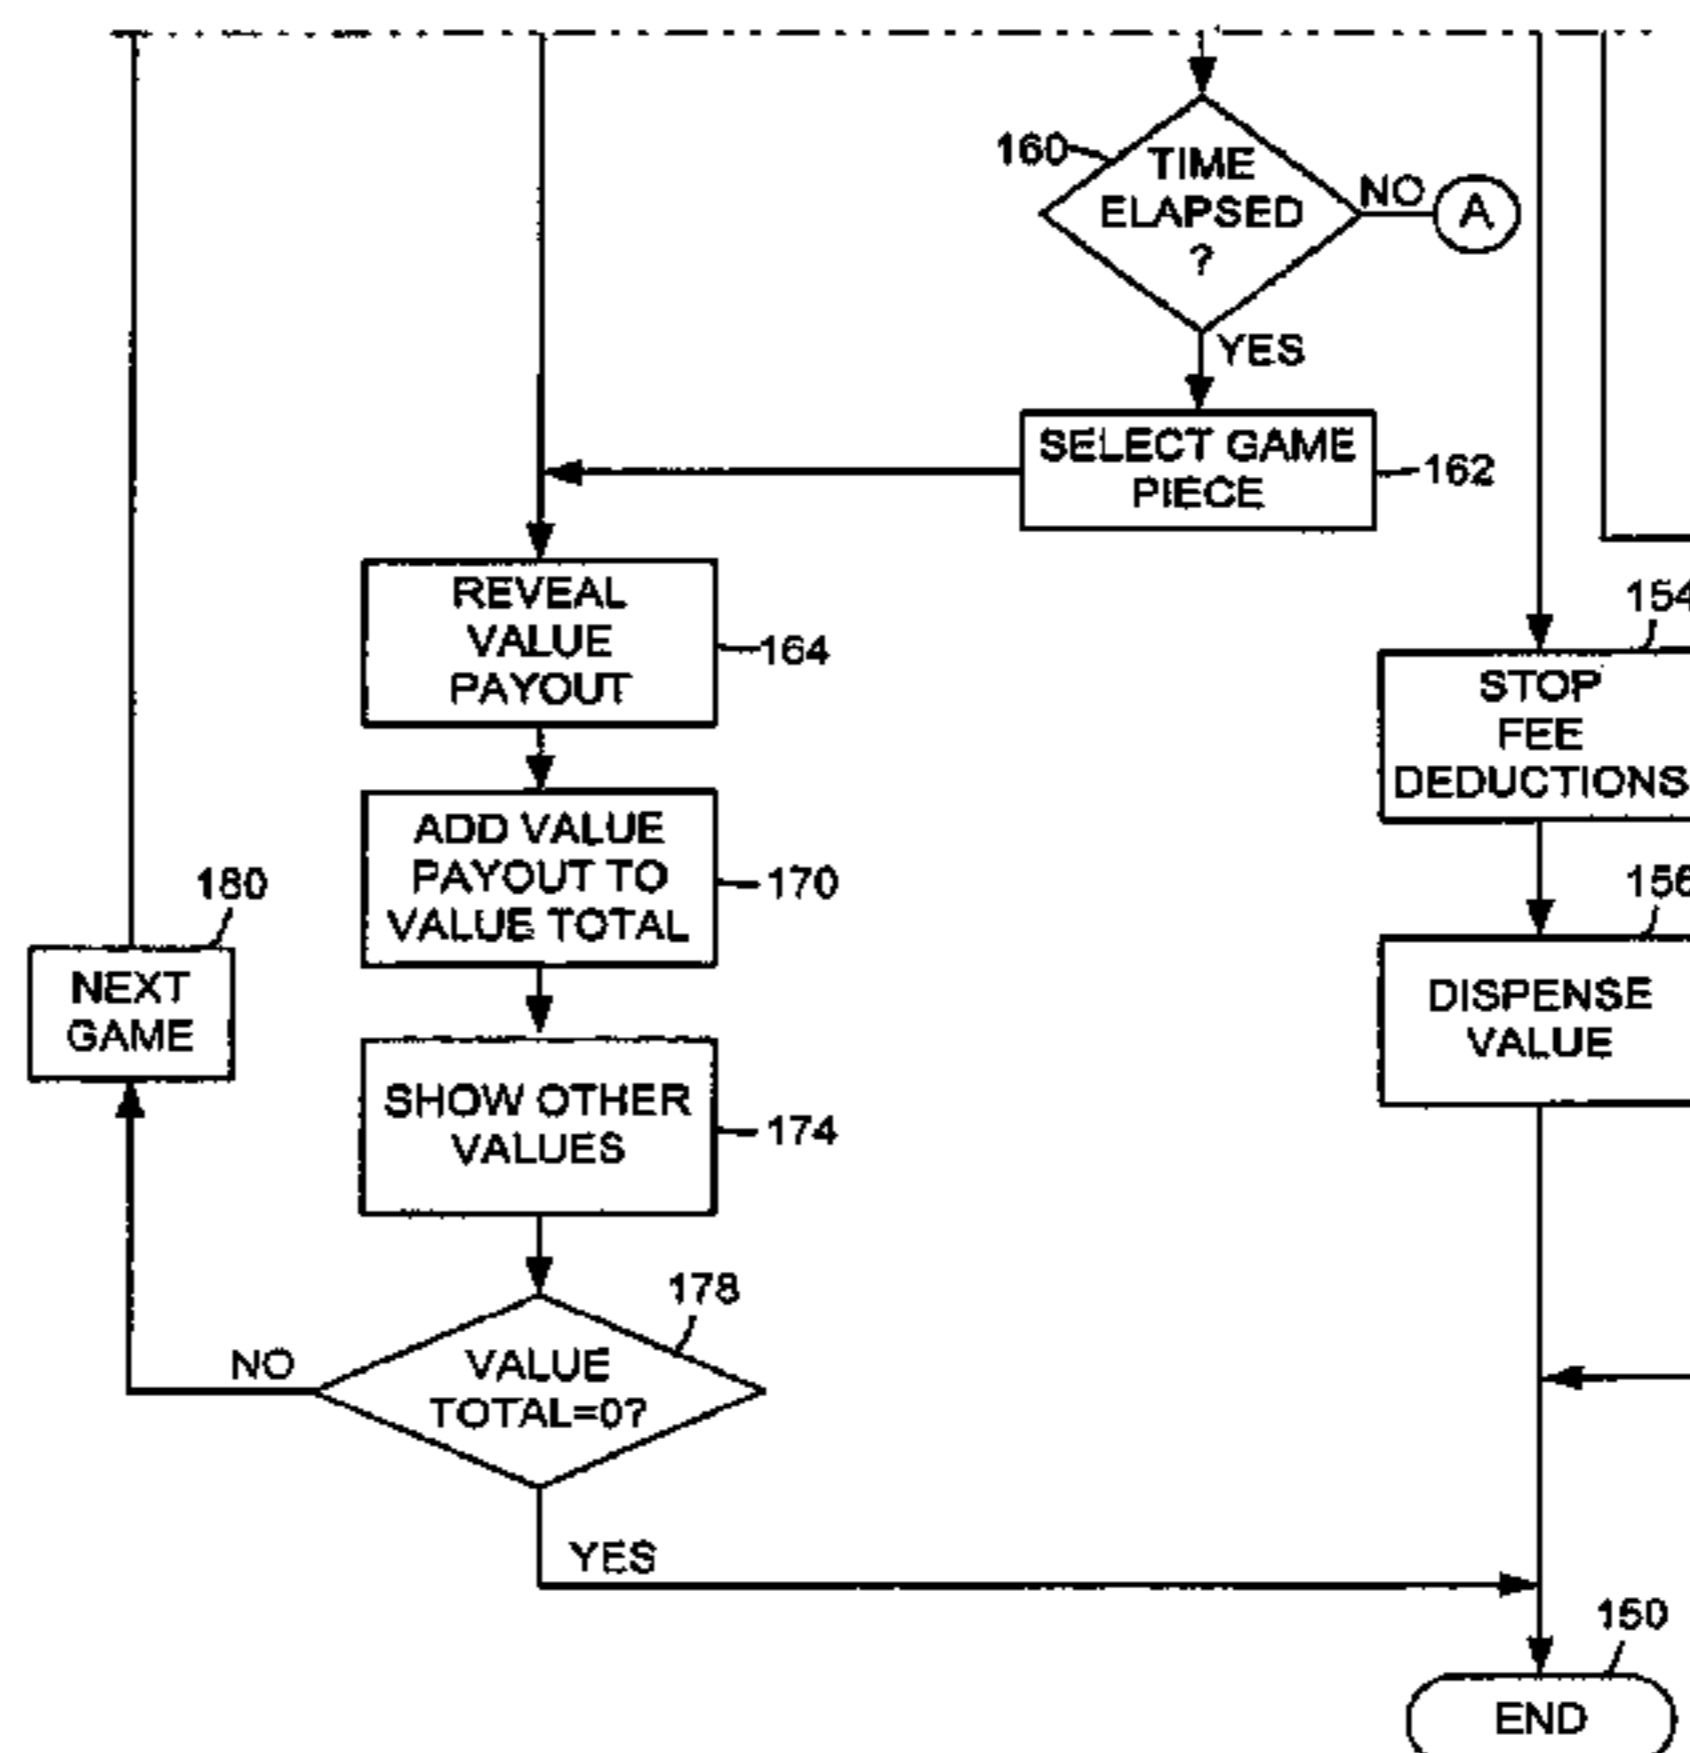 160
TIME
ELAPSED
?
NO
A
YES
SELECT GAME
PIECE
162
REVEAL
VALUE
PAYOUT
164
154
STOP
FEE
DEDUCTIONS
ADD VALUE
PAYOUT TO
VALUE TOTAL
170
180
NEXT
GAME
156
DISPENSE
VALUE
SHOW OTHER
VALUES
174
178
VALUE
TOTAL=0?
NO
YES
150
END